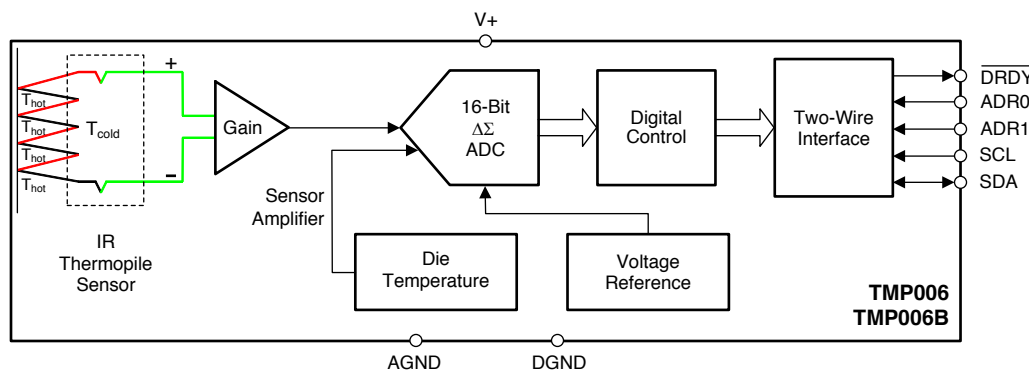 V+
+
T_hot
T_hot
T_hot
T_hot
T_cold
–
IR
Thermopile
Sensor
Gain
Sensor
Amplifier
16-Bit
ΔΣ
ADC
Digital
Control
Two-Wire
Interface
D̅R̅D̅Y̅
ADR0
ADR1
SCL
SDA
Die
Temperature
Voltage
Reference
TMP006
TMP006B
AGND
DGND